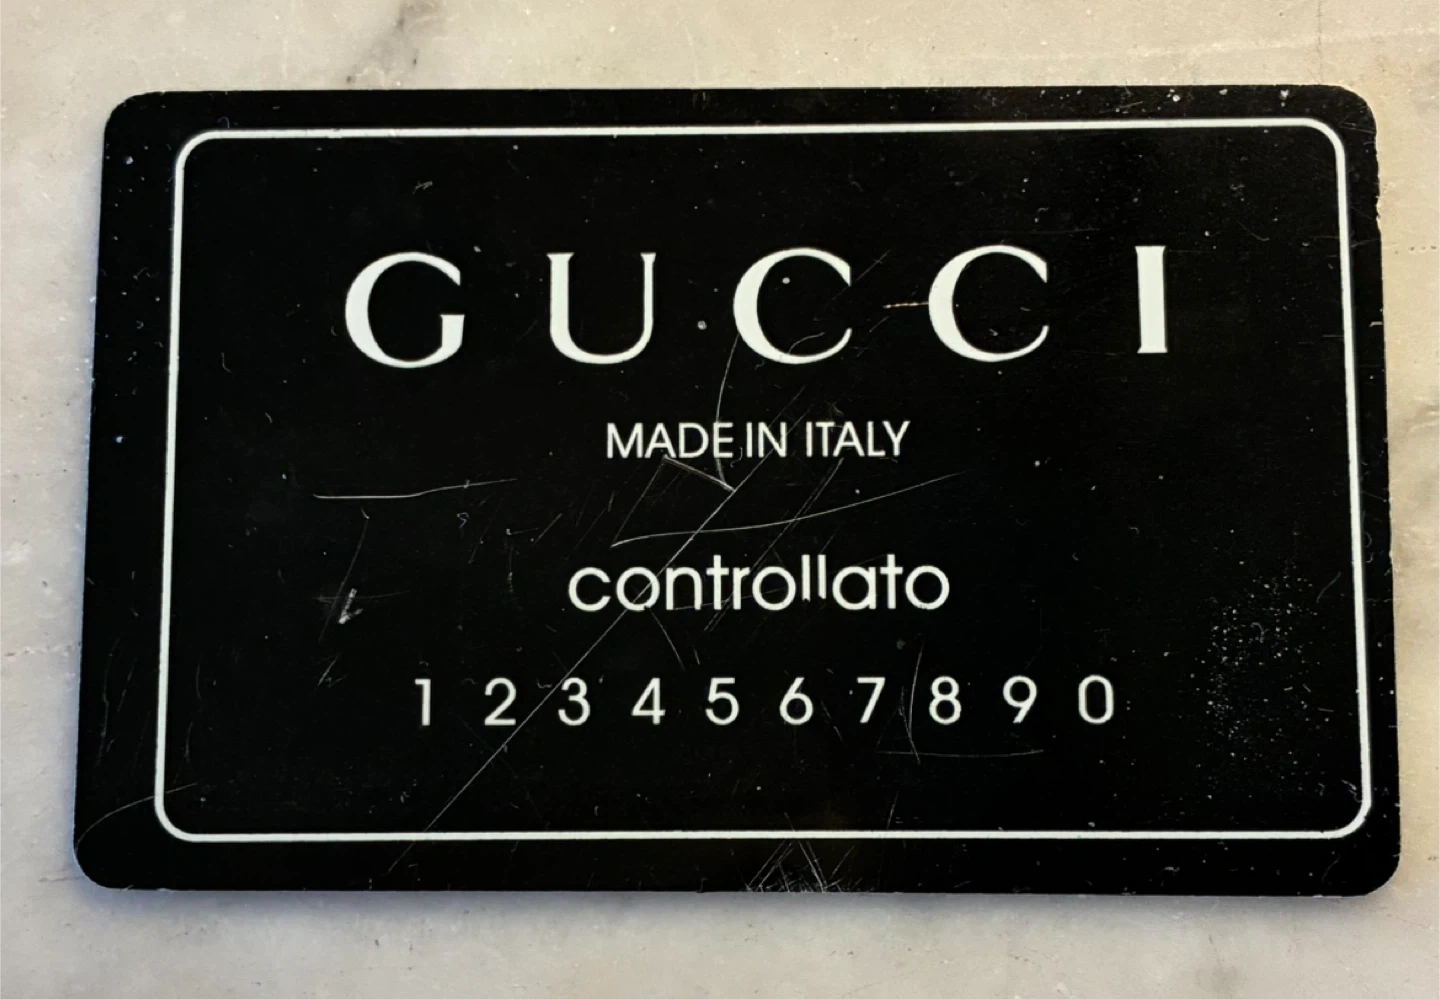 GUCCI
MADE IN ITALY
controllato
1 2 3 4 5 6 7 8 9 0